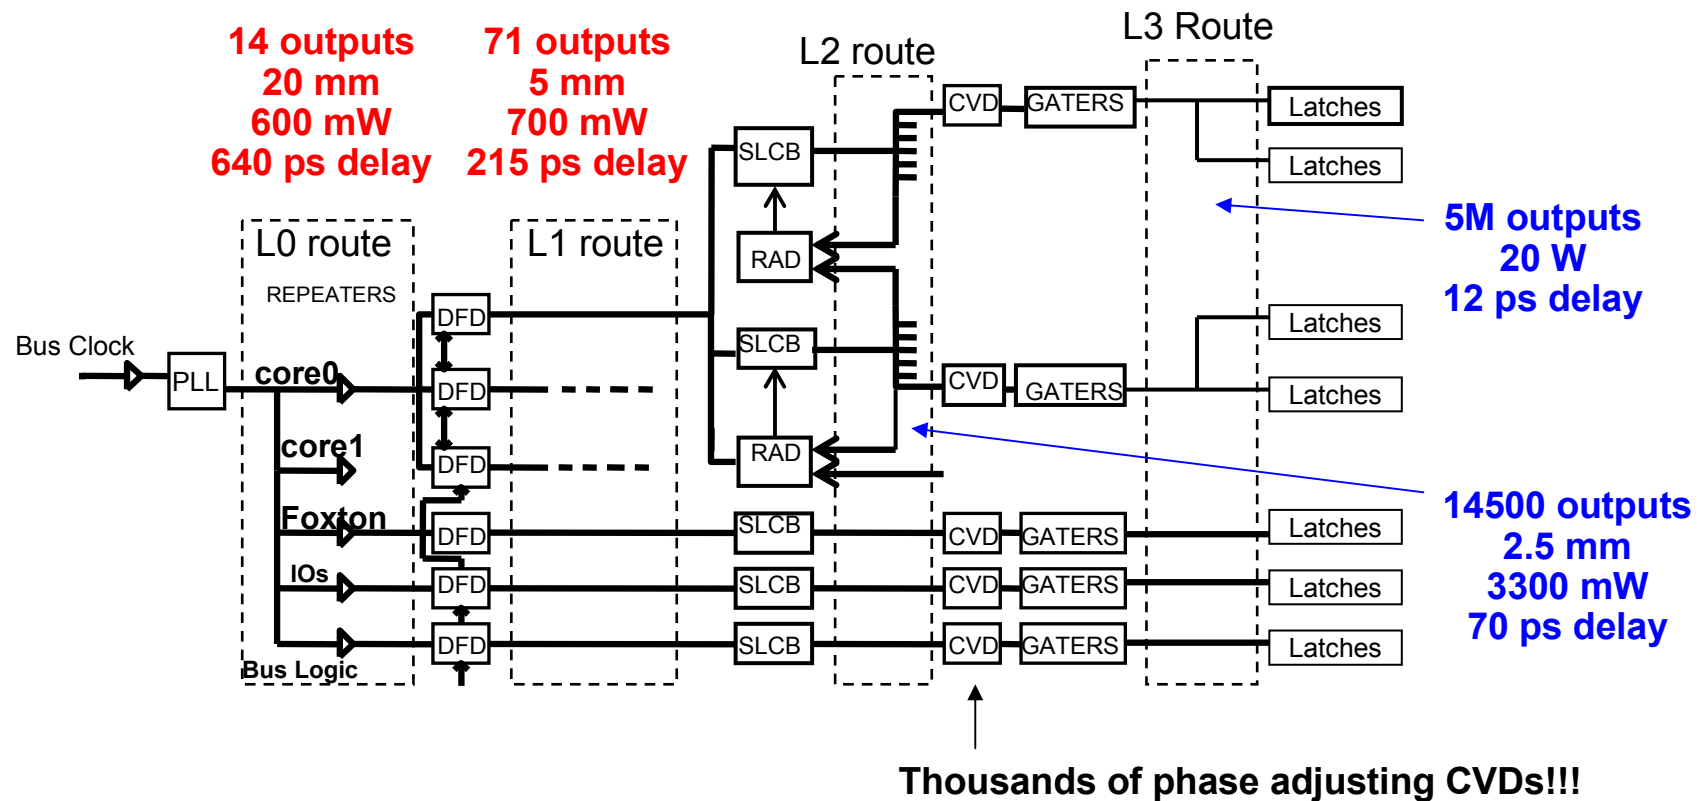 14 outputs
20 mm
600 mW
640 ps delay
71 outputs
5 mm
700 mW
215 ps delay
L2 route
L3 Route
L0 route
REPEATERS
L1 route
SLCB
RAD
SLCB
RAD
CVD
GATERS
Latches
Latches
5M outputs
20 W
12 ps delay
Bus Clock
PLL
core0
core1
Foxton
IOs
Bus Logic
DFD
DFD
DFD
DFD
DFD
DFD
CVD
GATERS
Latches
Latches
SLCB
CVD
GATERS
Latches
SLCB
CVD
GATERS
Latches
SLCB
CVD
GATERS
Latches
14500 outputs
2.5 mm
3300 mW
70 ps delay
Thousands of phase adjusting CVDs!!!